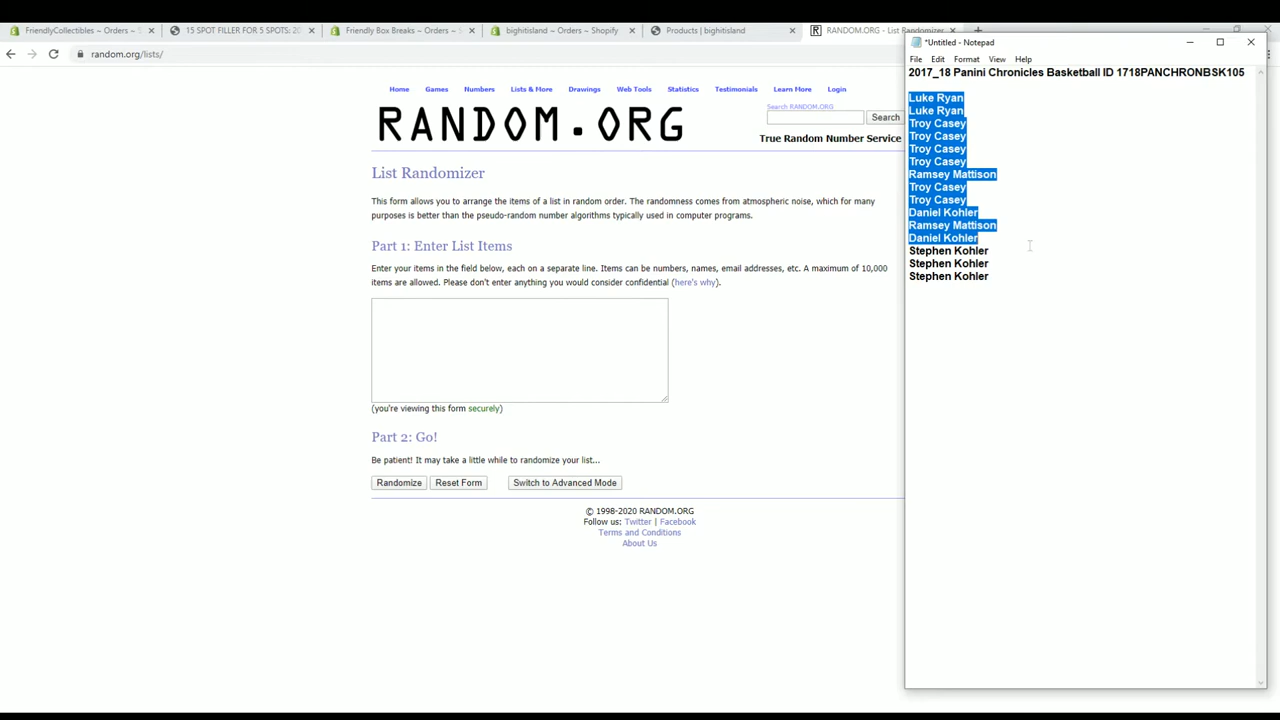 FriendlyCollectibles – Orders – S
15 SPOT FILLER FOR 5 SPOTS: 20
Friendly Box Breaks – Orders – S
bighitisland – Orders – Shopify
Products | bighitisland
RANDOM.ORG - List Randomizer
random.org/lists/
Home Games Numbers Lists & More Drawings Web Tools Statistics Testimonials Learn More Login
Search RANDOM.ORG
RANDOM.ORG
Search
True Random Number Service
List Randomizer
This form allows you to arrange the items of a list in random order. The randomness comes from atmospheric noise, which for many
purposes is better than the pseudo-random number algorithms typically used in computer programs.
Part 1: Enter List Items
Enter your items in the field below, each on a separate line. Items can be numbers, names, email addresses, etc. A maximum of 10,000
items are allowed. Please don't enter anything you would consider confidential (here's why).
(you're viewing this form securely)
Part 2: Go!
Be patient! It may take a little while to randomize your list...
Randomize Reset Form Switch to Advanced Mode
© 1998-2020 RANDOM.ORG
Follow us: Twitter | Facebook
Terms and Conditions
About Us
*Untitled - Notepad
File Edit Format View Help
2017_18 Panini Chronicles Basketball ID 1718PANCHRONBSK105
Luke Ryan
Luke Ryan
Troy Casey
Troy Casey
Troy Casey
Troy Casey
Ramsey Mattison
Troy Casey
Troy Casey
Daniel Kohler
Ramsey Mattison
Daniel Kohler
Stephen Kohler
Stephen Kohler
Stephen Kohler